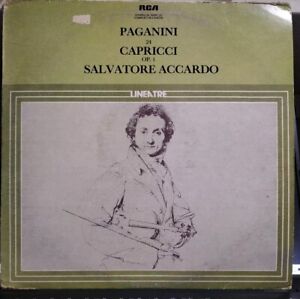 RCA
PAGANINI
24
CAPRICCI
OP. 1
SALVATORE ACCARDO
LINEATRE